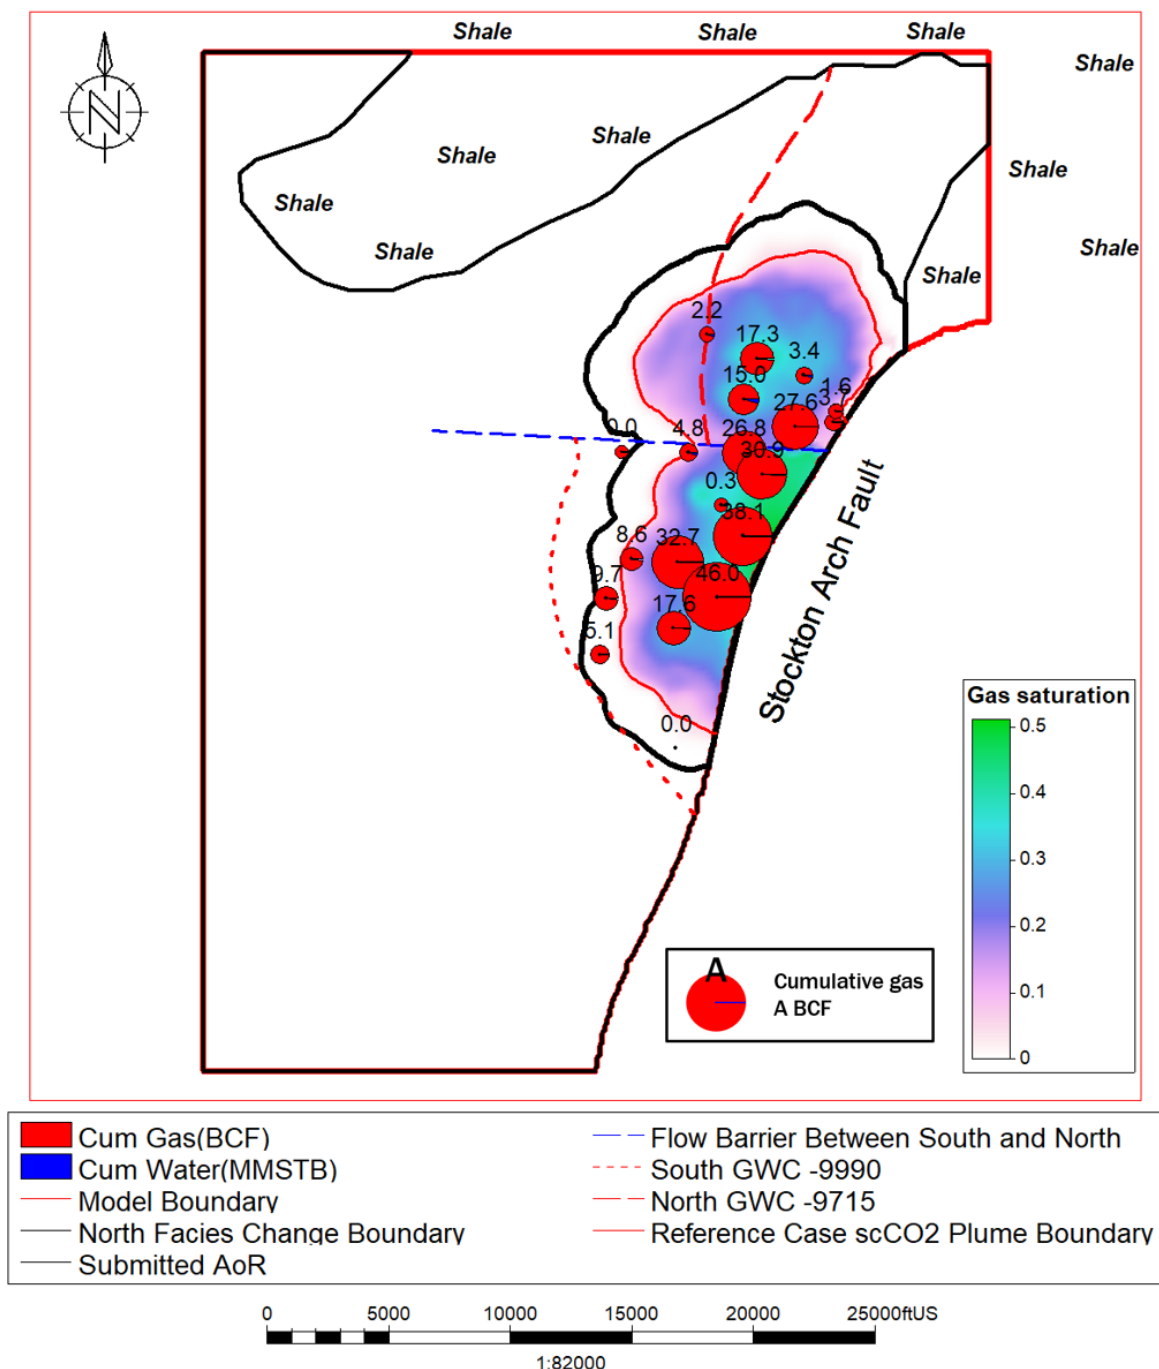 Shale
Shale
Shale
Shale
N
Shale
Shale
Shale
Shale
Shale
Shale
Shale
2.2
17.3
3.4
15.0
1.6
3.7
27.6
0.0
4.8
26.8
30.9
0.3
38.1
8.6
32.7
9.7
46.0
17.6
5.1
0.0
Stockton Arch Fault
Gas saturation
0.5
0.4
0.3
0.2
0.1
0
A
Cumulative gas
A BCF
Cum Gas(BCF)
Cum Water(MMSTB)
Model Boundary
North Facies Change Boundary
Submitted AoR
Flow Barrier Between South and North
South GWC -9990
North GWC -9715
Reference Case scCO2 Plume Boundary
0 5000 10000 15000 20000 25000ftUS
1:82000